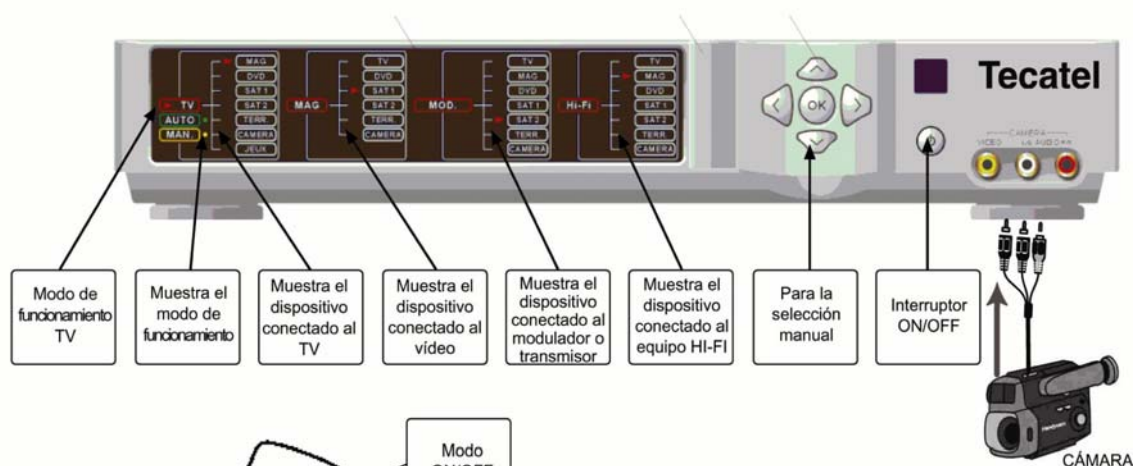 MAG
DVD
SAT 1
SAT 2
TERR.
CAMERA
JEUX
TV
AUTO
MAN.
TV
DVD
SAT 1
SAT 2
TERR.
CAMERA
MAG
TV
MAG
DVD
SAT 1
SAT 2
TERR.
CAMERA
MOD.
TV
MAG
DVD
SAT 1
SAT 2
TERR.
CAMERA
Hi-Fi
OK
Tecatel
CAMERA
VIDEO
Modo de
funcionamiento
TV
Muestra el
modo de
funcionamiento
Muestra el
dispositivo
conectado al
TV
Muestra el
dispositivo
conectado al
vídeo
Muestra el
dispositivo
conectado al
modulador o
transmisor
Muestra el
dispositivo
conectado al
equipo HI-FI
Para la
selección
manual
Interruptor
ON/OFF
CÁMARA
Modo
ON/OFF